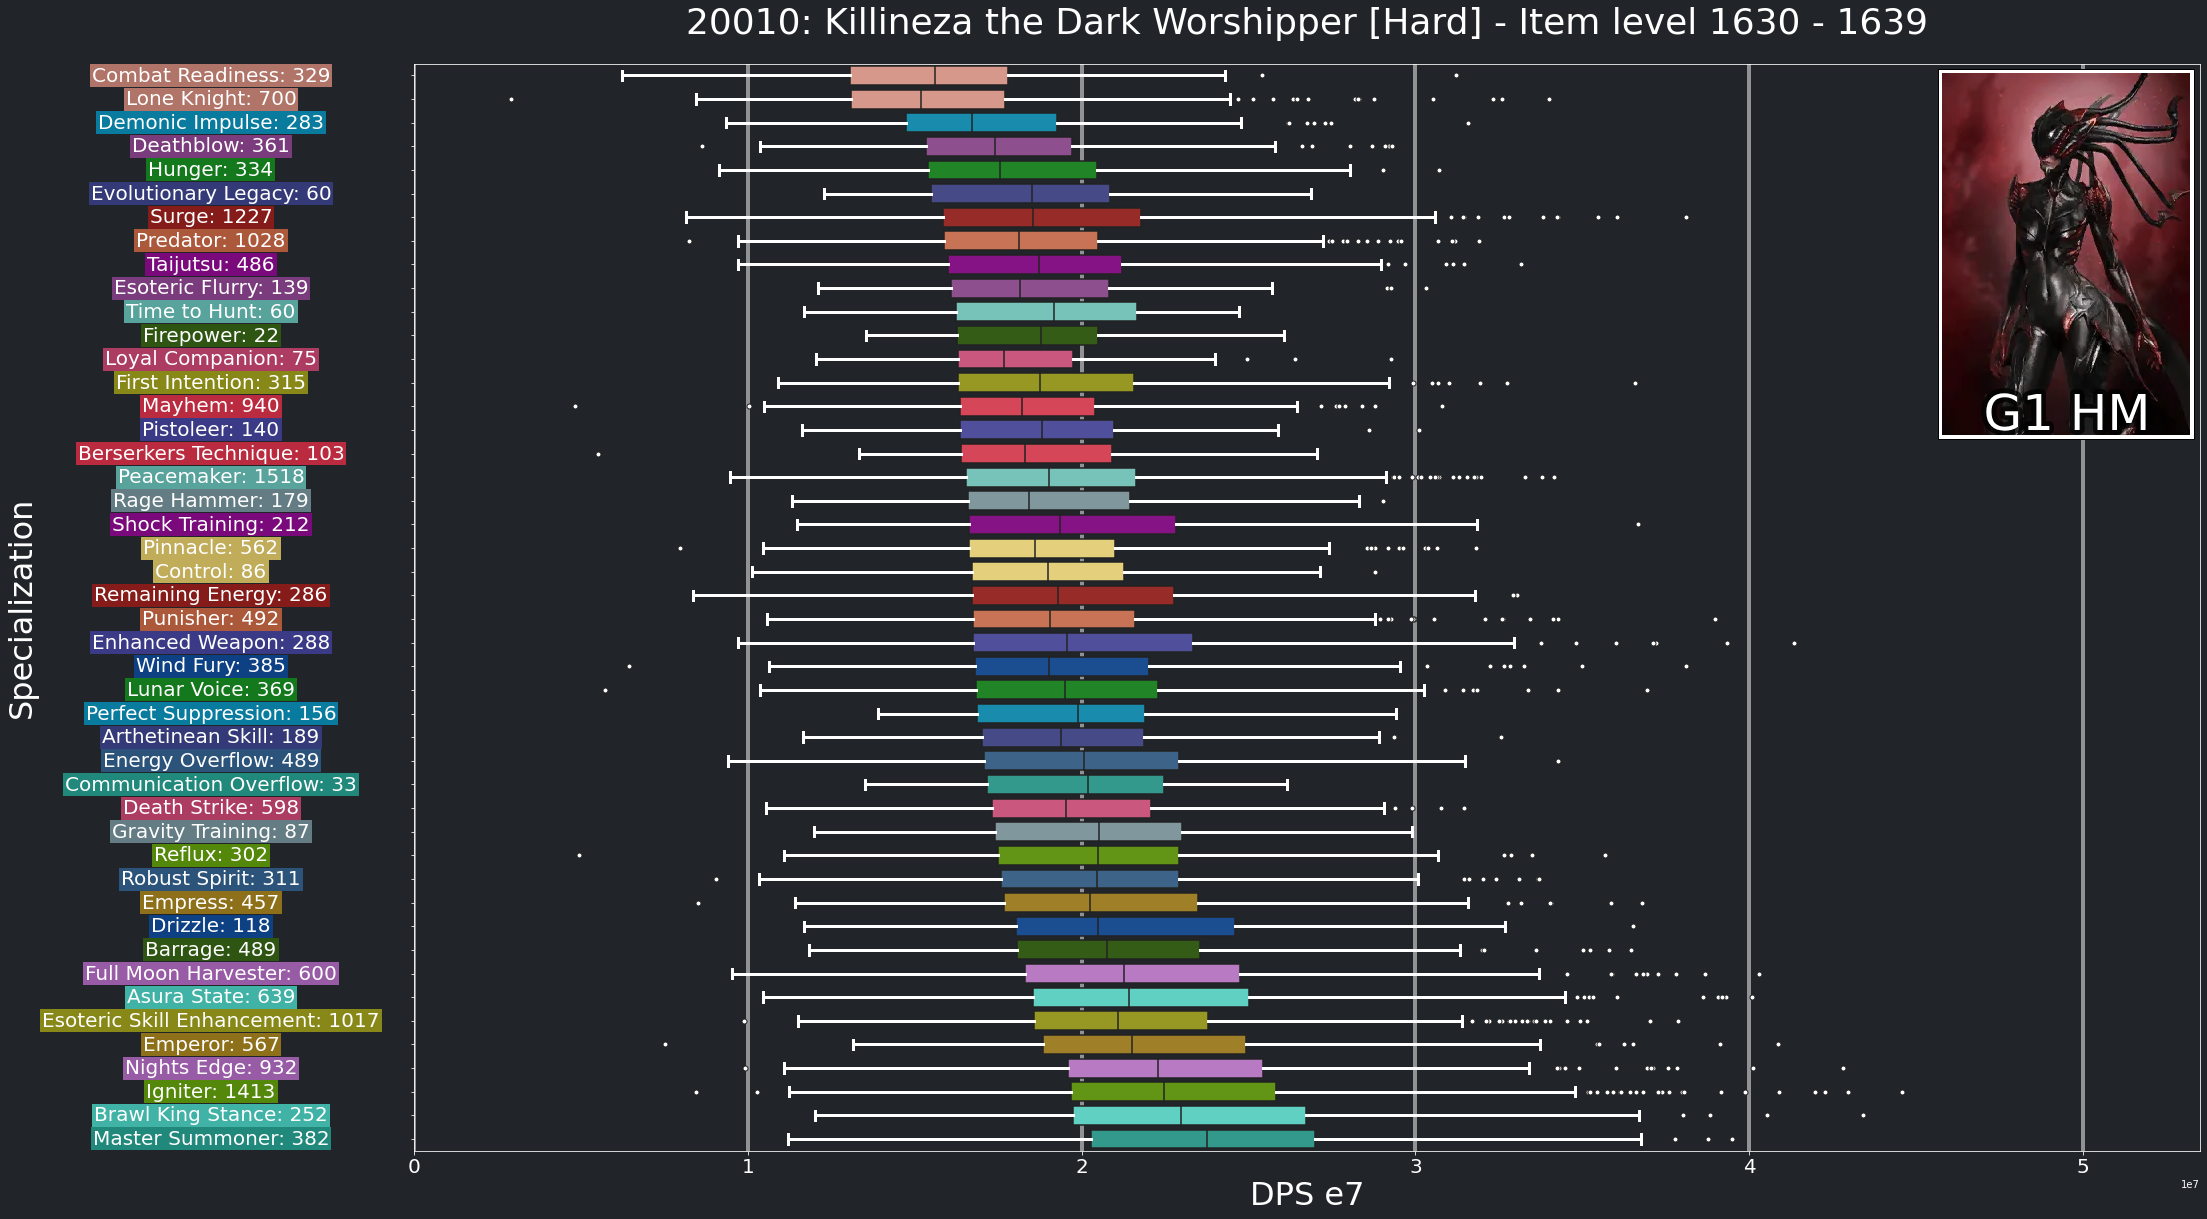 20010: Killineza the Dark Worshipper [Hard] - Item level 1630 - 1639
Combat Readiness: 329
Lone Knight: 700
Demonic Impulse: 283
Deathblow: 361
Hunger: 334
Evolutionary Legacy: 60
Surge: 1227
Predator: 1028
Taijutsu: 486
Esoteric Flurry: 139
Time to Hunt: 60
Firepower: 22
Loyal Companion: 75
First Intention: 315
Mayhem: 940
Pistoleer: 140
Berserkers Technique: 103
Peacemaker: 1518
Rage Hammer: 179
Shock Training: 212
Pinnacle: 562
Control: 86
Remaining Energy: 286
Punisher: 492
Enhanced Weapon: 288
Wind Fury: 385
Lunar Voice: 369
Perfect Suppression: 156
Arthetinean Skill: 189
Energy Overflow: 489
Communication Overflow: 33
Death Strike: 598
Gravity Training: 87
Reflux: 302
Robust Spirit: 311
Empress: 457
Drizzle: 118
Barrage: 489
Full Moon Harvester: 600
Asura State: 639
Esoteric Skill Enhancement: 1017
Emperor: 567
Nights Edge: 932
Igniter: 1413
Brawl King Stance: 252
Master Summoner: 382
Specialization
G1 HM
0 1 2 3 4 5
DPS e7
1e7